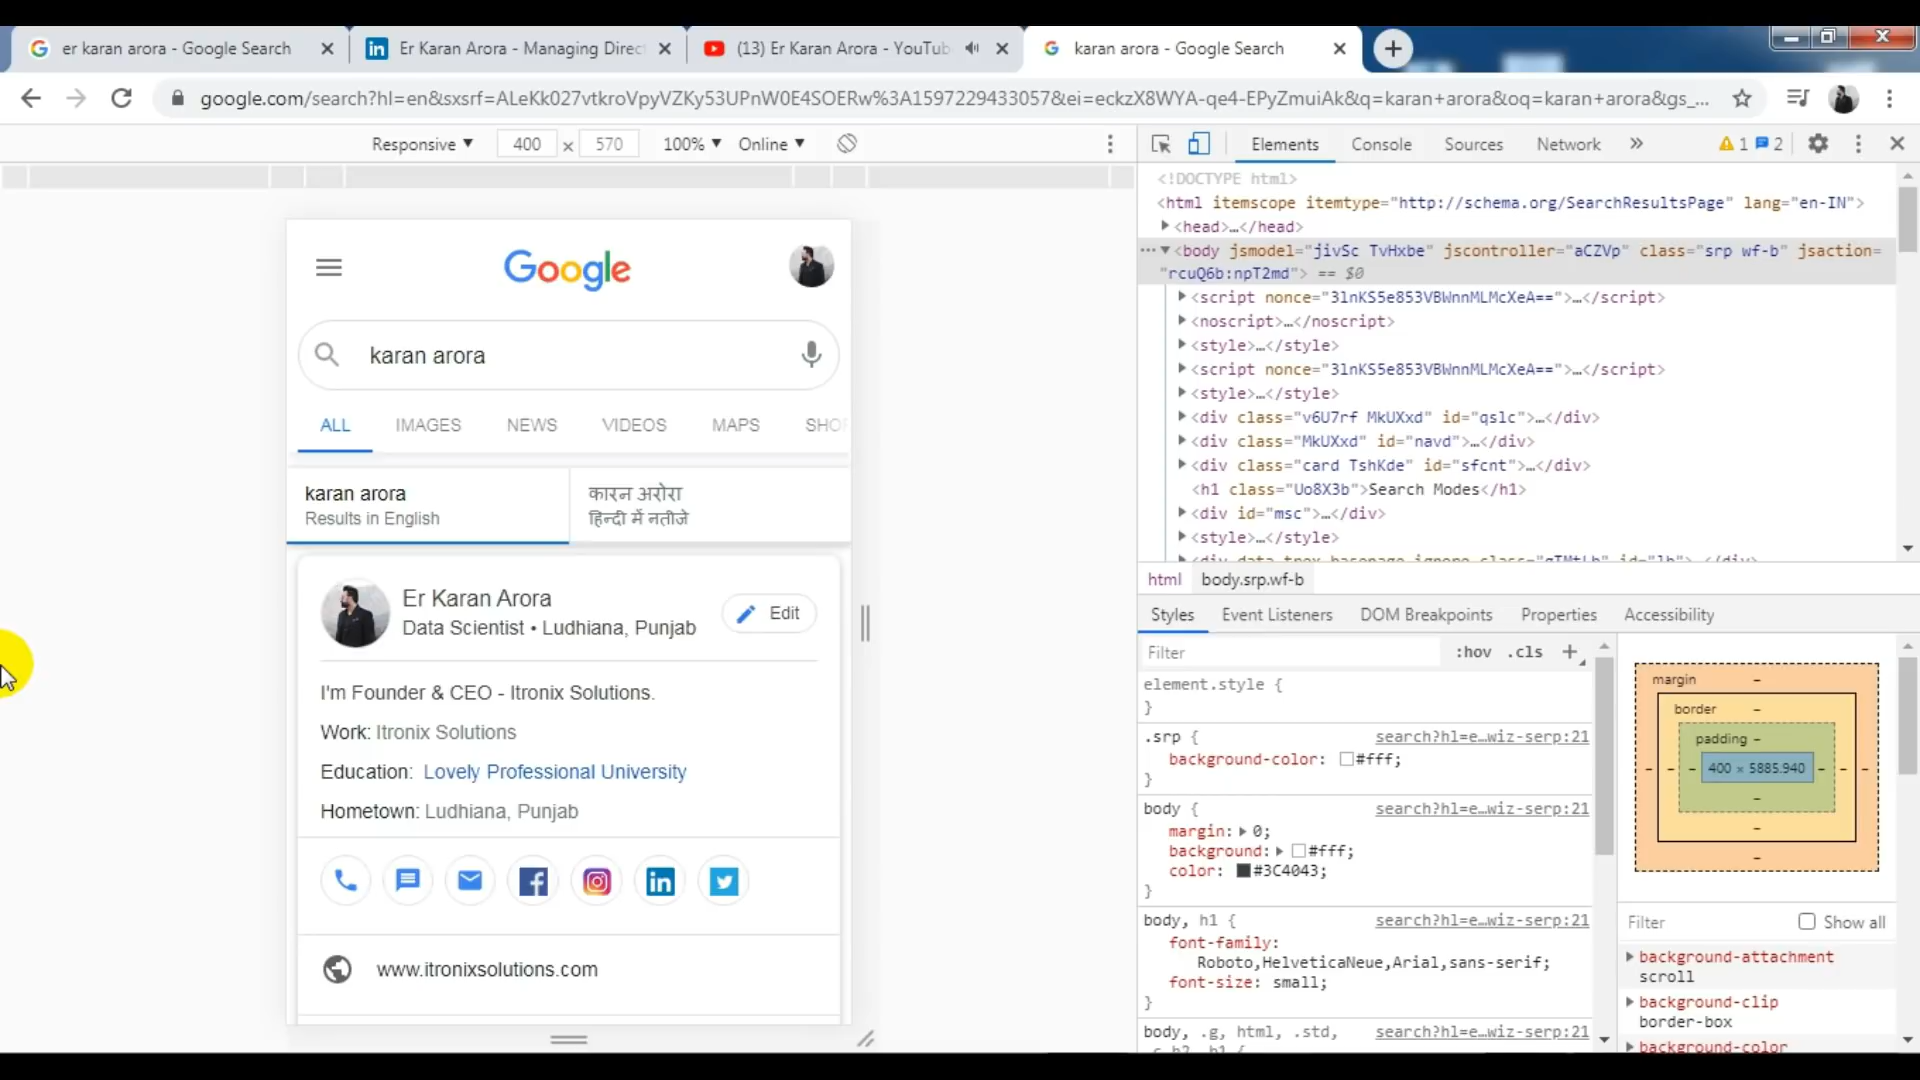 er karan arora - Google Search
Er Karan Arora - Managing Direc
(13) Er Karan Arora - YouTub
karan arora - Google Search
google.com/search?hl=en&sxsrf=ALeKk027vtkroVpyVZKy53UPnW0E4SOERw%3A1597229433057&ei=eckzX8WYA-qe4-EPyZmuiAk&q=karan+arora&oq=karan+arora&gs_...
Responsive
400 x 570
100%
Online
Elements
Console
Sources
Network
1
2
<!DOCTYPE html>
<html itemscope itemtype="http://schema.org/SearchResultsPage" lang="en-IN">
<head>…</head>
<body jsmodel="jivSc TvHxbe" jscontroller="aCZVp" class="srp wf-b" jsaction=
"rcuQ6b:npT2md"> == $0
<script nonce="3lnKS5e853VBWnnMLMcXeA==">…</script>
<noscript>…</noscript>
<style>…</style>
<script nonce="3lnKS5e853VBWnnMLMcXeA==">…</script>
<style>…</style>
<div class="v6U7rf MkUXxd" id="qslc">…</div>
<div class="MkUXxd" id="navd">…</div>
<div class="card TshKde" id="sfcnt">…</div>
<h1 class="Uo8X3b">Search Modes</h1>
<div id="msc">…</div>
<style>…</style>
html
body.srp.wf-b
Styles
Event Listeners
DOM Breakpoints
Properties
Accessibility
Filter
:hov
.cls
element.style {
}
.srp {
search?hl=e…wiz-serp:21
background-color: #fff;
}
body {
search?hl=e…wiz-serp:21
margin: 0;
background: #fff;
color: #3C4043;
}
body, h1 {
search?hl=e…wiz-serp:21
font-family:
Roboto,HelveticaNeue,Arial,sans-serif;
font-size: small;
}
body, .g, html, .std,
search?hl=e…wiz-serp:21
margin
border
padding
400 × 5885.940
Filter
Show all
background-attachment
scroll
background-clip
border-box
background-color
Google
karan arora
ALL
IMAGES
NEWS
VIDEOS
MAPS
SHO
karan arora
Results in English
कारन अरोरा
हिन्दी में नतीजे
Er Karan Arora
Data Scientist • Ludhiana, Punjab
Edit
I'm Founder & CEO - Itronix Solutions.
Work: Itronix Solutions
Education: Lovely Professional University
Hometown: Ludhiana, Punjab
www.itronixsolutions.com